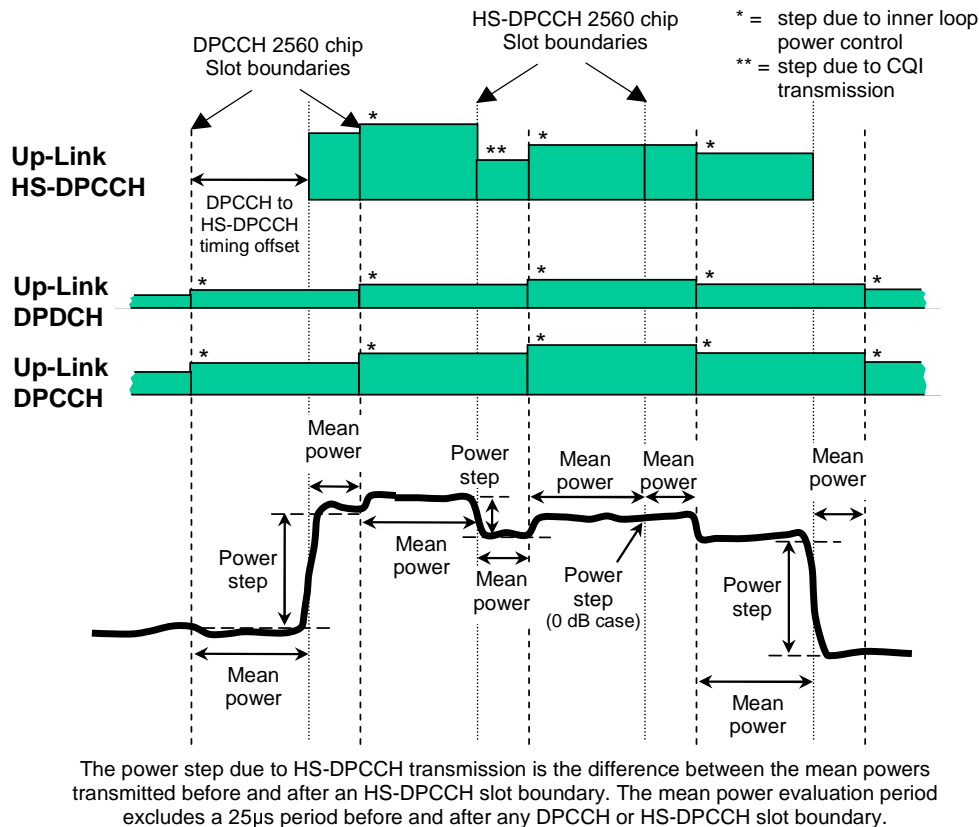 DPCCH 2560 chip
Slot boundaries
HS-DPCCH 2560 chip
Slot boundaries
* = step due to inner loop
power control
** = step due to CQI
transmission
Up-Link
HS-DPCCH
*
**
*
*
DPCCH to
HS-DPCCH
timing offset
Up-Link
DPDCH
*
*
*
*
*
Up-Link
DPCCH
*
*
*
*
*
Mean
power
Power
step
Mean
power
Mean
power
Mean
power
Power
step
Mean
power
Mean
power
Power
step
(0 dB case)
Power
step
Mean
power
Mean
power
The power step due to HS-DPCCH transmission is the difference between the mean powers
transmitted before and after an HS-DPCCH slot boundary. The mean power evaluation period
excludes a 25µs period before and after any DPCCH or HS-DPCCH slot boundary.